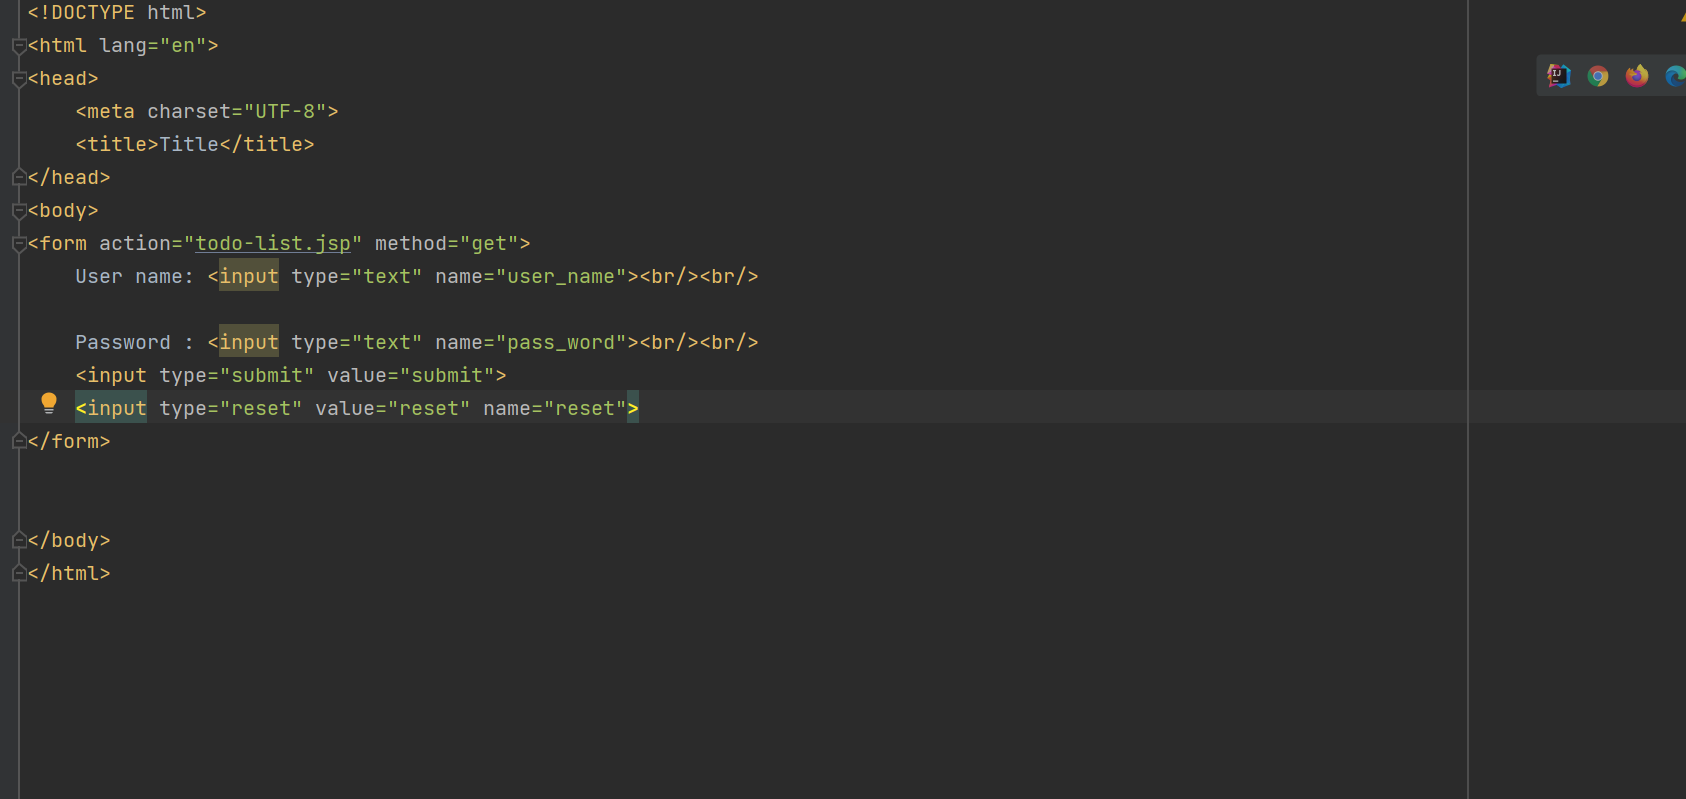 <!DOCTYPE html>
<html lang="en">
<head>
    <meta charset="UTF-8">
    <title>Title</title>
</head>
<body>
<form action="todo-list.jsp" method="get">
    User name: <input type="text" name="user_name"><br/><br/>
    Password : <input type="text" name="pass_word"><br/><br/>
    <input type="submit" value="submit">
    <input type="reset" value="reset" name="reset">
</form>
</body>
</html>